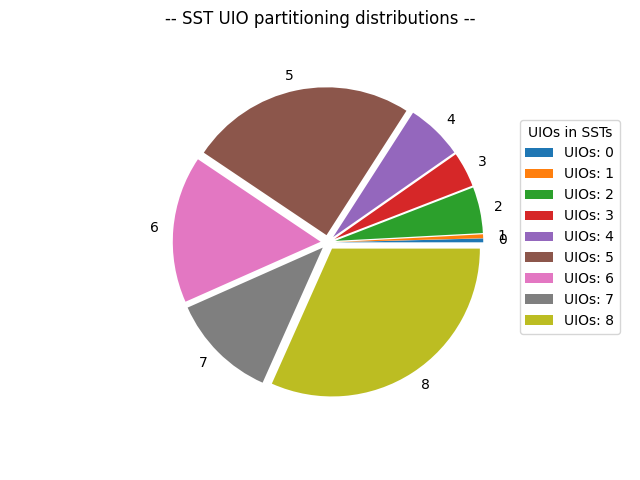 -- SST UIO partitioning distributions --
5
4
3
2
1
0
6
7
8
UIOs in SSTs
UIOs: 0
UIOs: 1
UIOs: 2
UIOs: 3
UIOs: 4
UIOs: 5
UIOs: 6
UIOs: 7
UIOs: 8